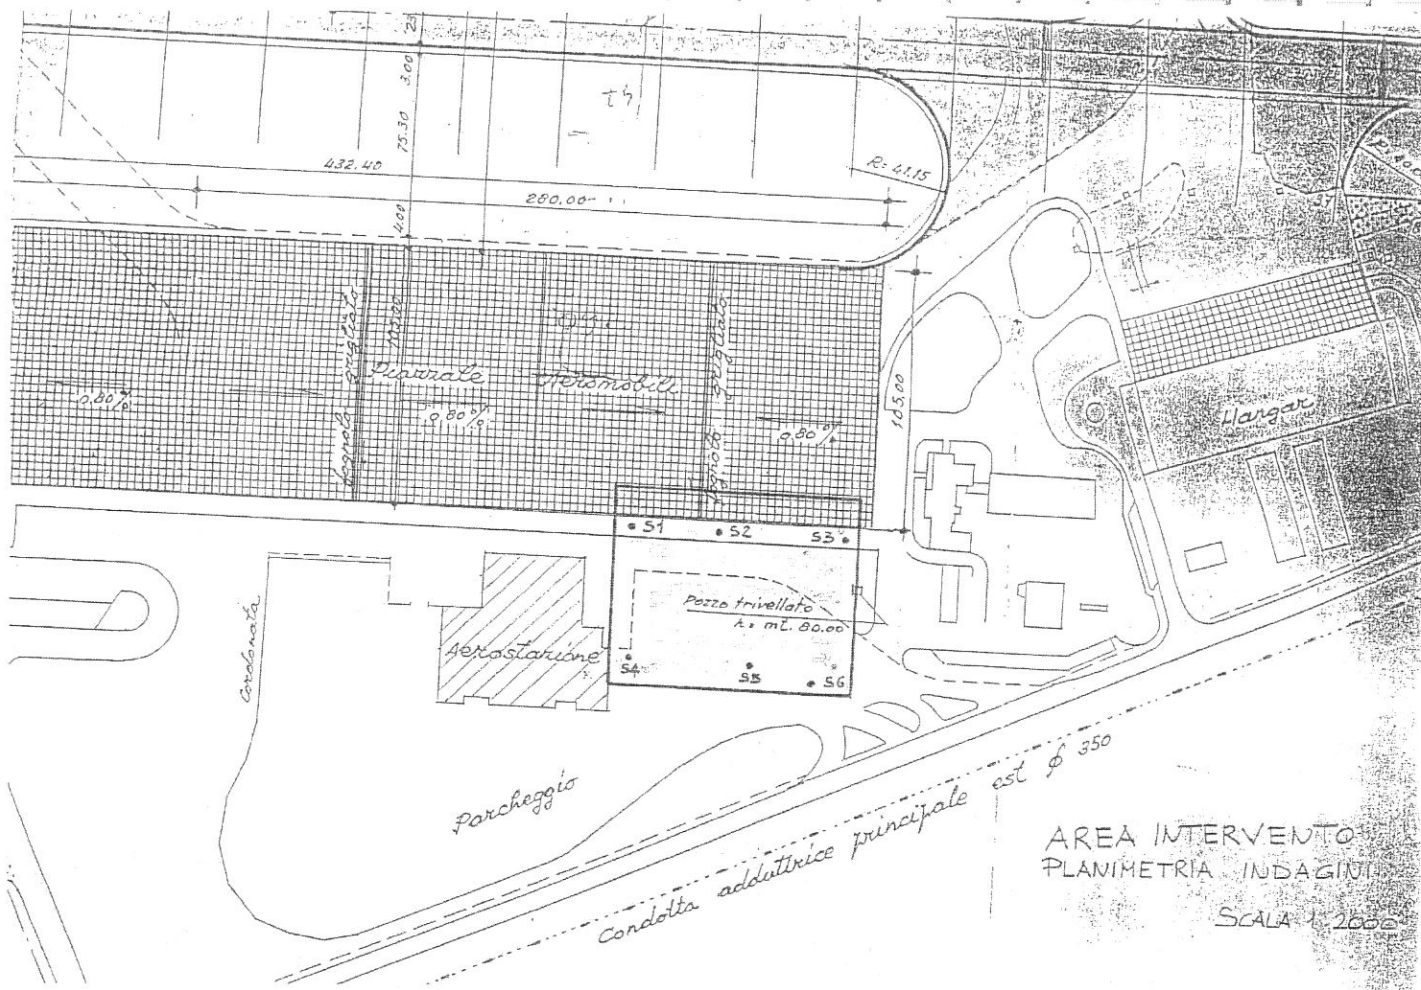 3.00
75.30
4.00
432.40
280.00
R= 41.15
105.00
fognolo grigliato
Piazzale Aeromobili
fognolo grigliato
0,80%
0,80%
0,80%
105.00
Hangar
S1
S2
S3
Pozzo trivellato
h= mt. 80.00
S4
S5
S6
Aerostazione
Cordonata
Parcheggio
Condotta adduttrice principale est φ 350
AREA INTERVENTO
PLANIMETRIA INDAGINI
SCALA 1:2000